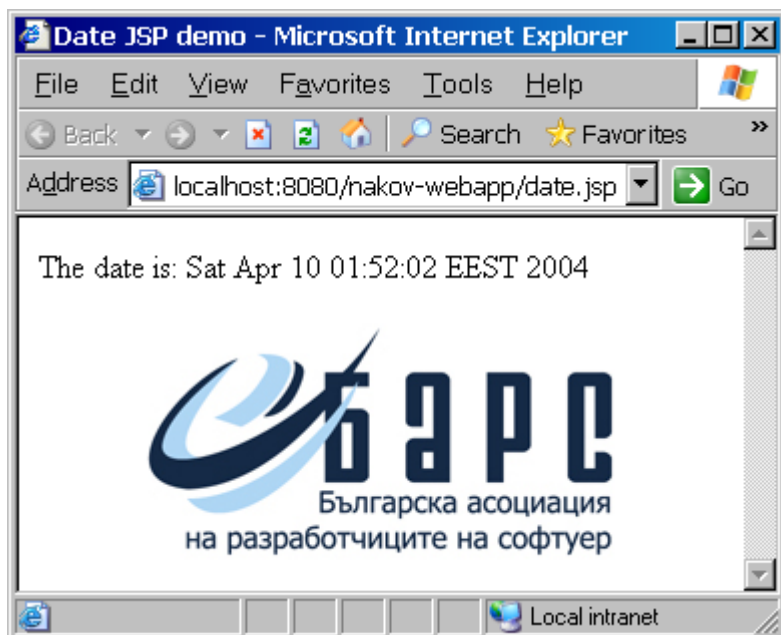 Date JSP demo - Microsoft Internet Explorer
File Edit View Favorites Tools Help
Back Search Favorites »
Address localhost:8080/nakov-webapp/date.jsp Go
The date is: Sat Apr 10 01:52:02 EEST 2004
барс
Българска асоциация
на разработчиците на софтуер
Local intranet